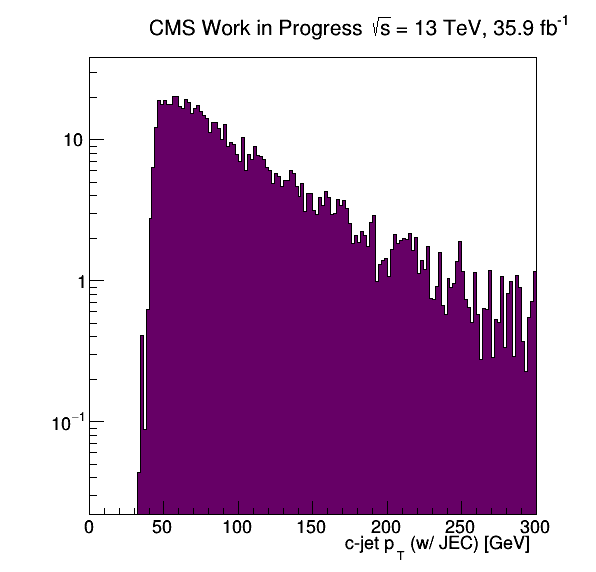 CMS Work in Progress √s = 13 TeV, 35.9 fb⁻¹
10
1
10⁻¹
0 50 100 150 200 250 300
c-jet p_T (w/ JEC) [GeV]